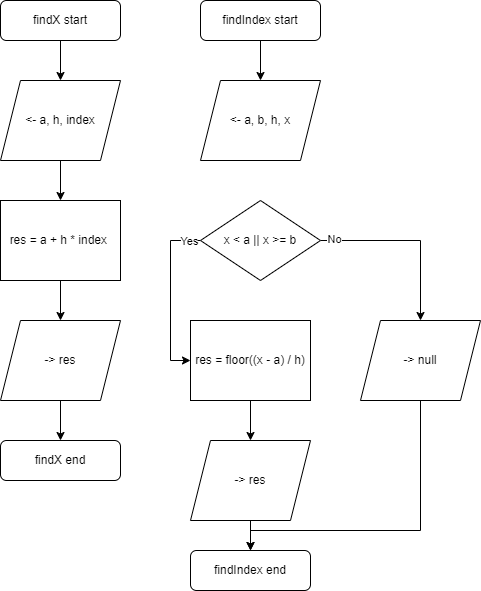 findX start
<- a, h, index
res = a + h * index
-> res
findX end
findIndex start
<- a, b, h, x
x < a || x >= b
Yes
No
res = floor((x - a) / h)
-> null
-> res
findIndex end